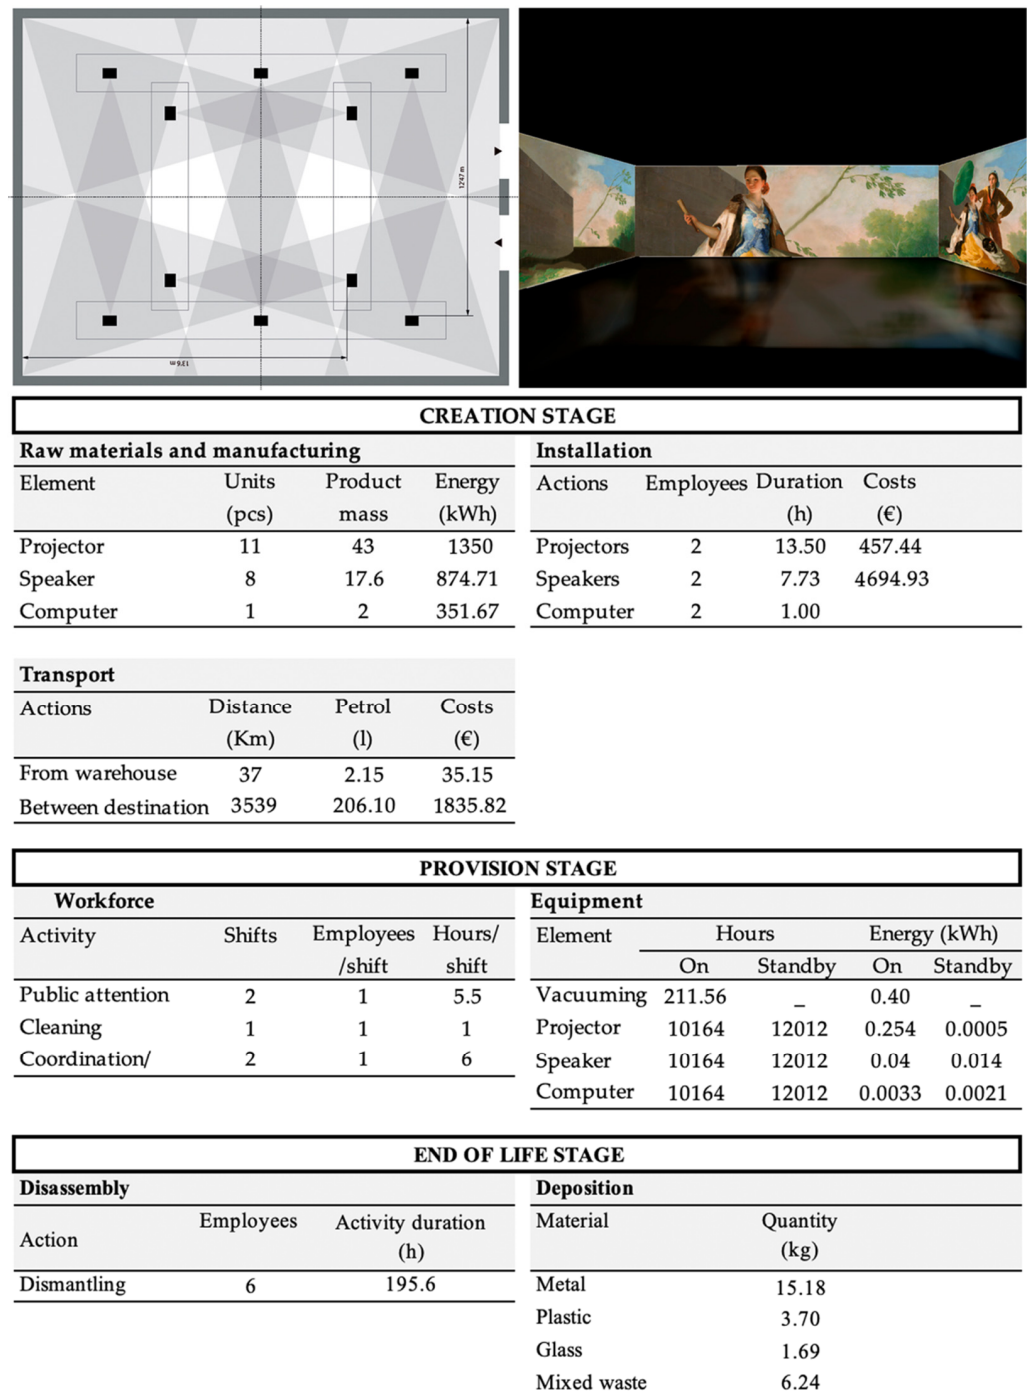 12'47 m
13'6 m
CREATION STAGE
Raw materials and manufacturing
Element Units Product Energy
(pcs) mass (kWh)
Projector 11 43 1350
Speaker 8 17.6 874.71
Computer 1 2 351.67
Installation
Actions Employees Duration Costs
(h) (€)
Projectors 2 13.50 457.44
Speakers 2 7.73 4694.93
Computer 2 1.00
Transport
Actions Distance Petrol Costs
(Km) (l) (€)
From warehouse 37 2.15 35.15
Between destination 3539 206.10 1835.82
PROVISION STAGE
Workforce
Activity Shifts Employees Hours/
/shift shift
Public attention 2 1 5.5
Cleaning 1 1 1
Coordination/ 2 1 6
Equipment
Element Hours Energy (kWh)
On Standby On Standby
Vacuuming 211.56 _ 0.40 _
Projector 10164 12012 0.254 0.0005
Speaker 10164 12012 0.04 0.014
Computer 10164 12012 0.0033 0.0021
END OF LIFE STAGE
Disassembly
Action Employees Activity duration
(h)
Dismantling 6 195.6
Deposition
Material Quantity
(kg)
Metal 15.18
Plastic 3.70
Glass 1.69
Mixed waste 6.24